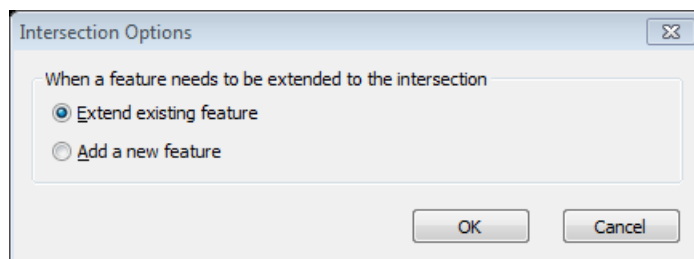 Intersection Options
When a feature needs to be extended to the intersection
Extend existing feature
Add a new feature
OK Cancel